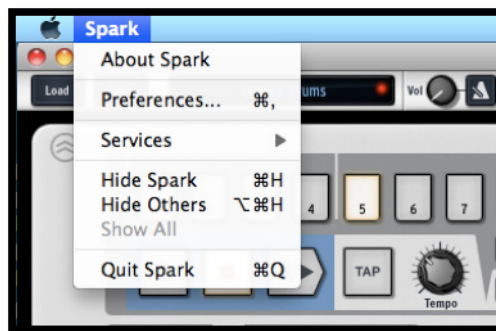 Spark
About Spark
Preferences... ⌘,
Services
Hide Spark ⌘H
Hide Others ⌥⌘H
Show All
Quit Spark ⌘Q
Load
ums
Vol
4
5
6
7
TAP
Tempo